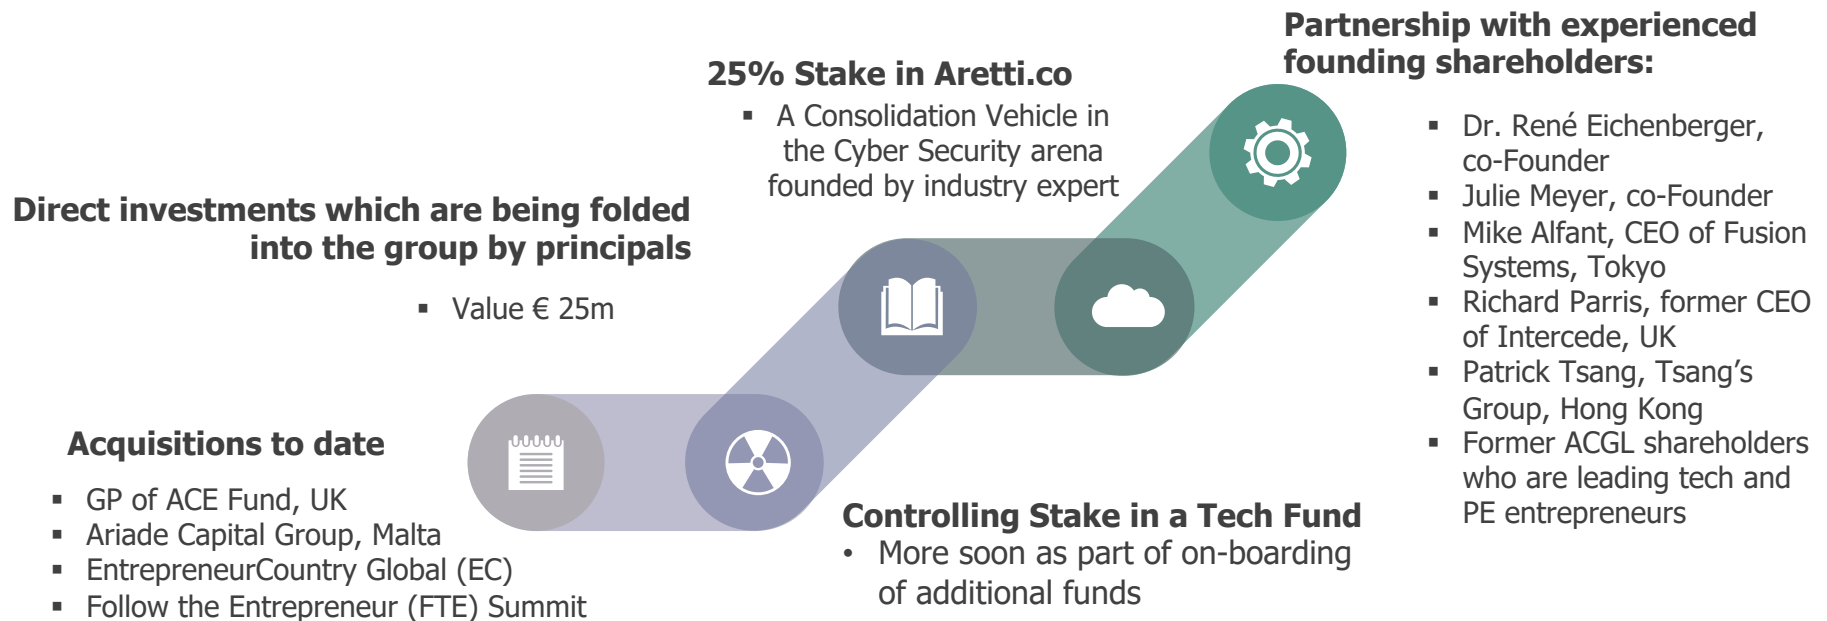 Acquisitions to date
▪ GP of ACE Fund, UK
▪ Ariade Capital Group, Malta
▪ EntrepreneurCountry Global (EC)
▪ Follow the Entrepreneur (FTE) Summit
Direct investments which are being folded
into the group by principals
▪ Value € 25m
25% Stake in Aretti.co
▪ A Consolidation Vehicle in
the Cyber Security arena
founded by industry expert
Controlling Stake in a Tech Fund
• More soon as part of on-boarding
of additional funds
Partnership with experienced
founding shareholders:
▪ Dr. René Eichenberger,
co-Founder
▪ Julie Meyer, co-Founder
▪ Mike Alfant, CEO of Fusion
Systems, Tokyo
▪ Richard Parris, former CEO
of Intercede, UK
▪ Patrick Tsang, Tsang’s
Group, Hong Kong
▪ Former ACGL shareholders
who are leading tech and
PE entrepreneurs